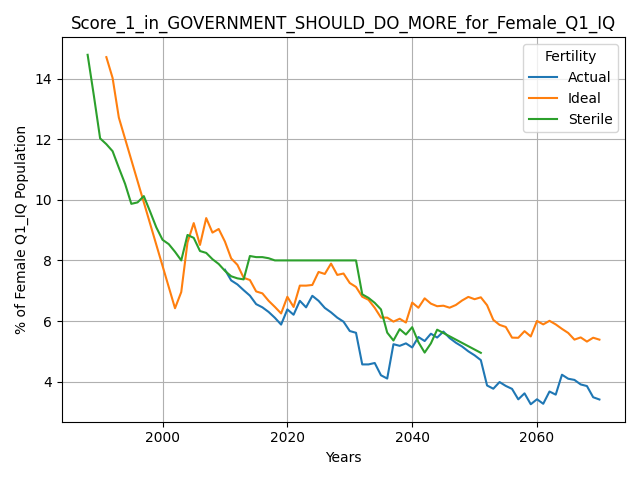 Score_1_in_GOVERNMENT_SHOULD_DO_MORE_for_Female_Q1_IQ
Fertility
Actual
Ideal
Sterile
% of Female Q1_IQ Population
14
12
10
8
6
4
2000
2020
2040
2060
Years